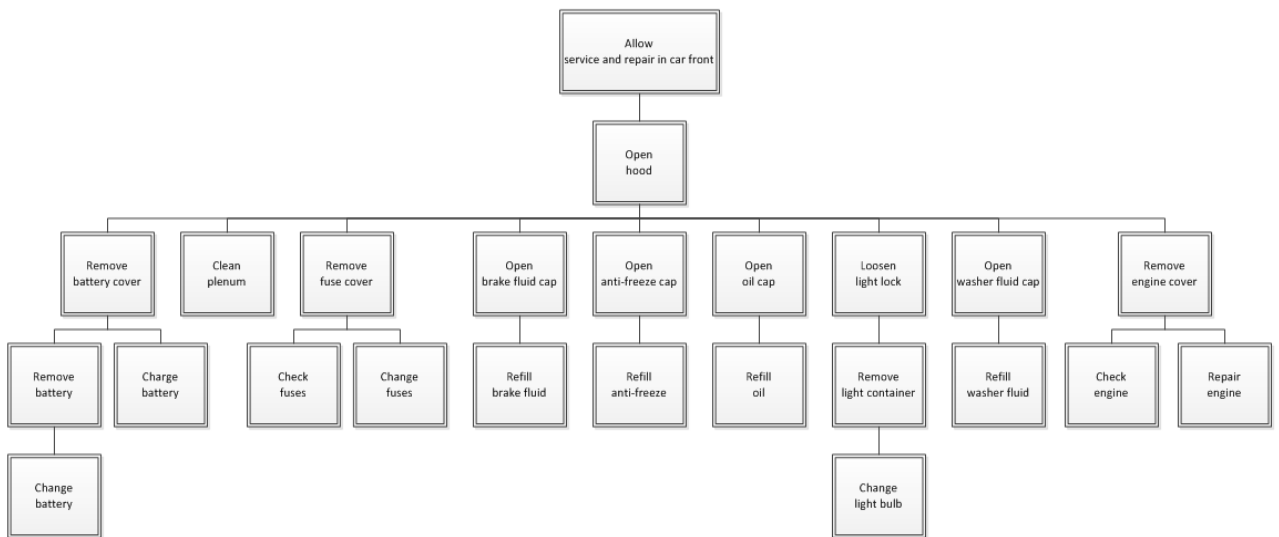 Allow
service and repair in car front
Open
hood
Remove
battery cover
Clean
plenum
Remove
fuse cover
Open
brake fluid cap
Open
anti-freeze cap
Open
oil cap
Loosen
light lock
Open
washer fluid cap
Remove
engine cover
Remove
battery
Charge
battery
Check
fuses
Change
fuses
Refill
brake fluid
Refill
anti-freeze
Refill
oil
Remove
light container
Refill
washer fluid
Check
engine
Repair
engine
Change
battery
Change
light bulb